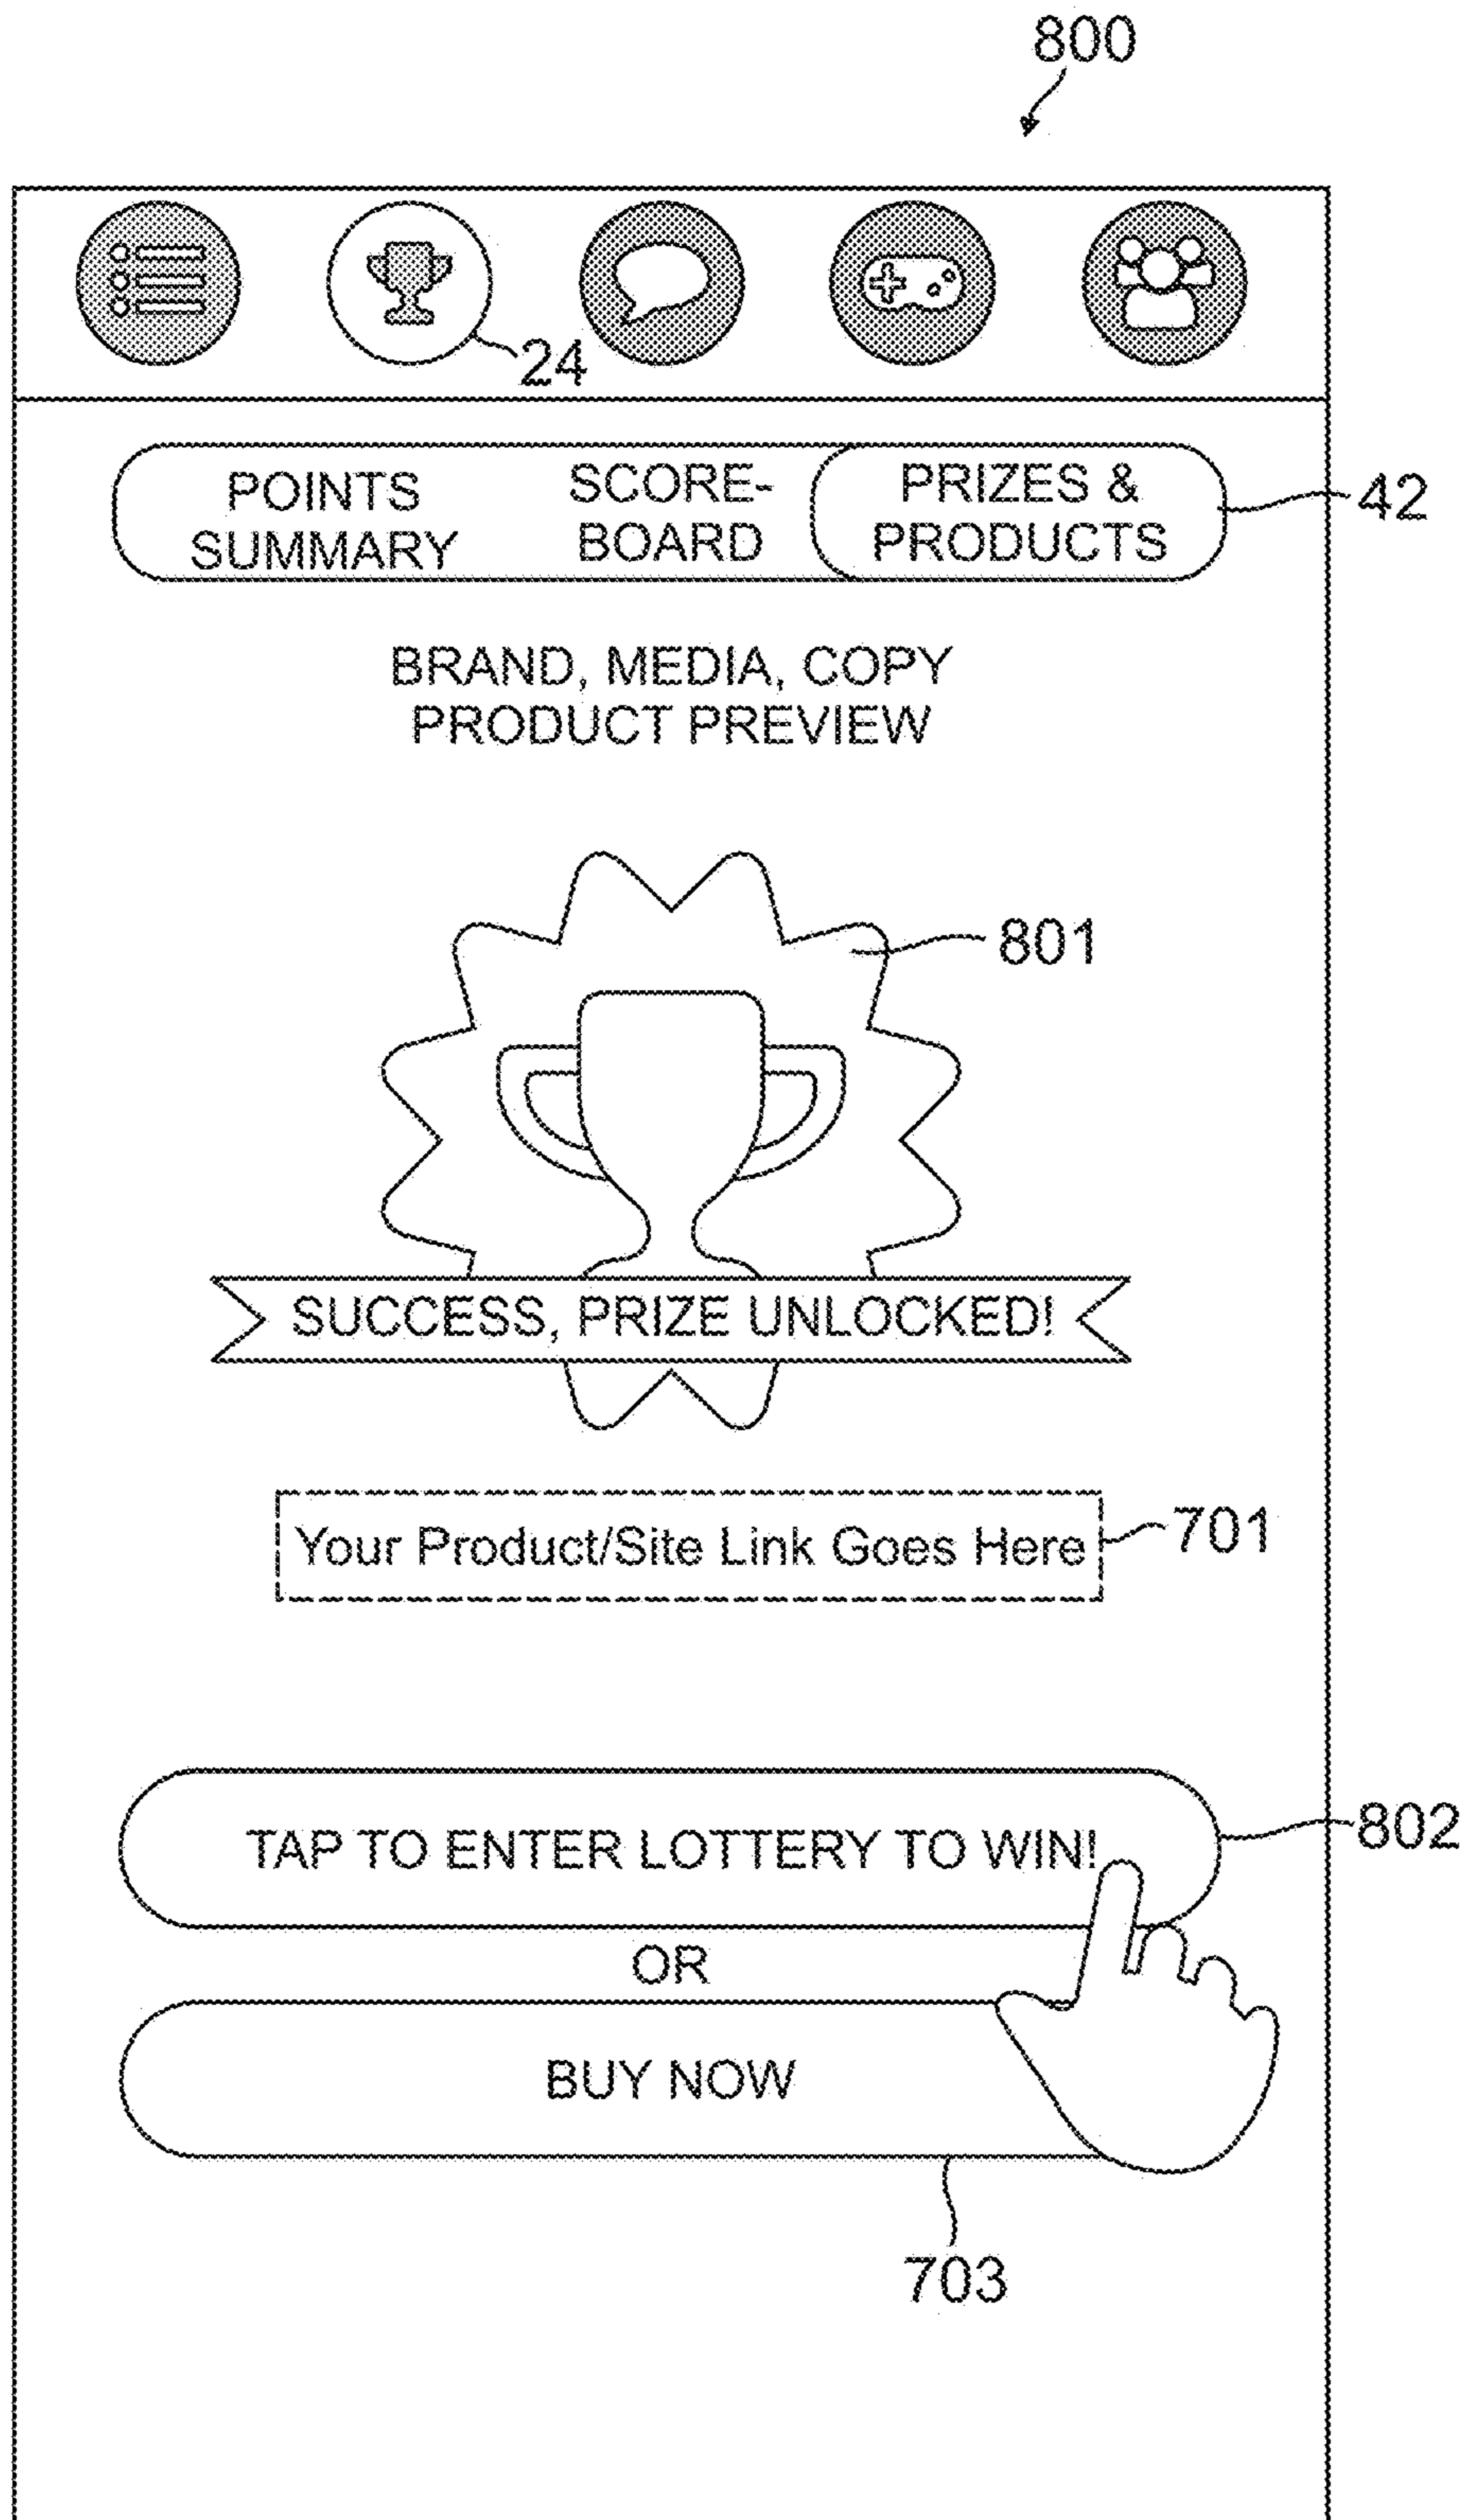 800
24
POINTS
SUMMARY
SCORE-
BOARD
PRIZES &
PRODUCTS
42
BRAND, MEDIA, COPY
PRODUCT PREVIEW
801
SUCCESS, PRIZE UNLOCKED!
Your Product/Site Link Goes Here
701
TAP TO ENTER LOTTERY TO WIN!
802
OR
BUY NOW
703